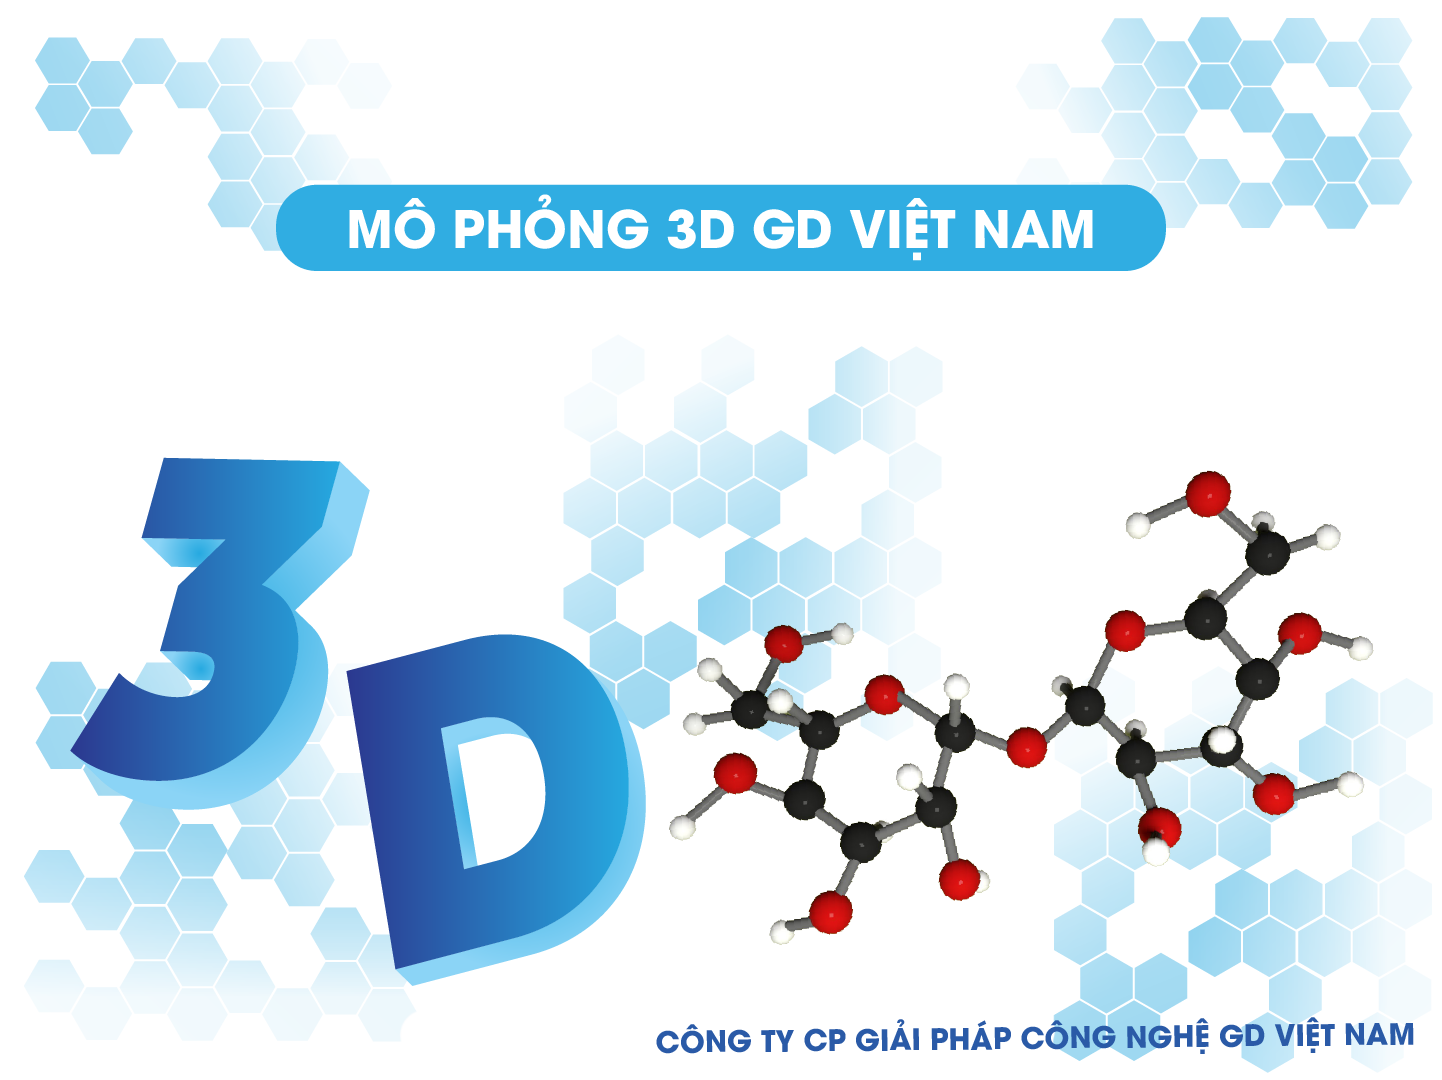 MÔ PHỎNG 3D GD VIỆT NAM
3D
CÔNG TY CP GIẢI PHÁP CÔNG NGHỆ GD VIỆT NAM